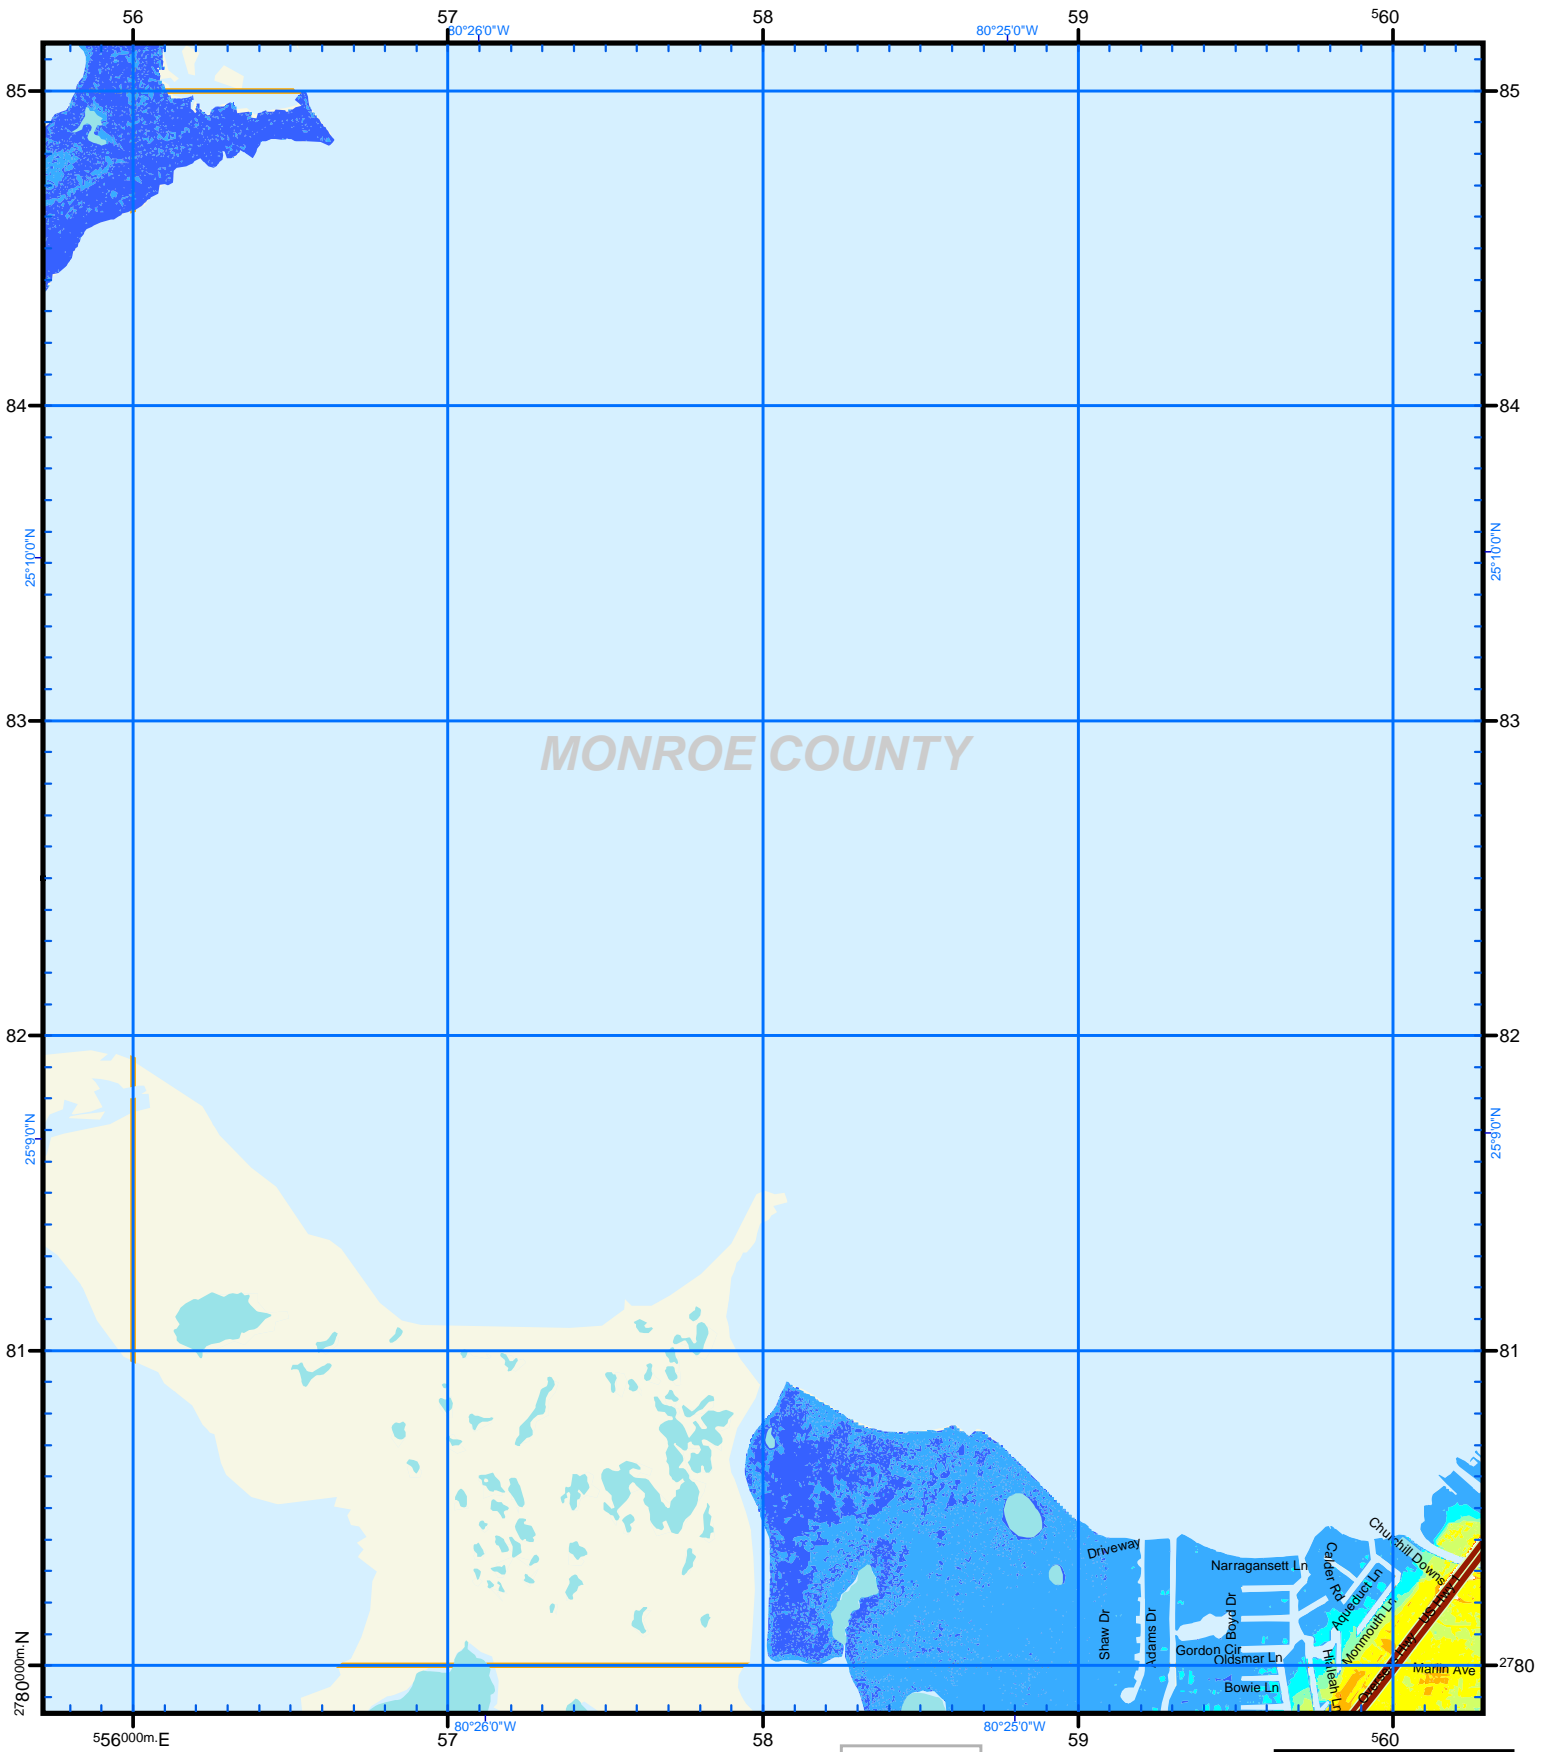 56 57 58 59 560
80°26'0"W 80°25'0"W
85 85
84 84
25°10'0"N 25°10'0"N
83 83
MONROE COUNTY
82 82
25°9'0"N 25°9'0"N
81 81
Churchill Downs
Driveway
Narragansett Ln
Calder Rd
Aqueduct Ln
US Hwy 1
Shaw Dr
Adams Dr
Boyd Dr
Monmouth Ln
Gordon Cir
Oldsmar Ln
Hialeah Ln
Marlin Ave
Bowie Ln
2780000m.N 2780
80°26'0"W 80°25'0"W
556000m.E 57 58 59 560